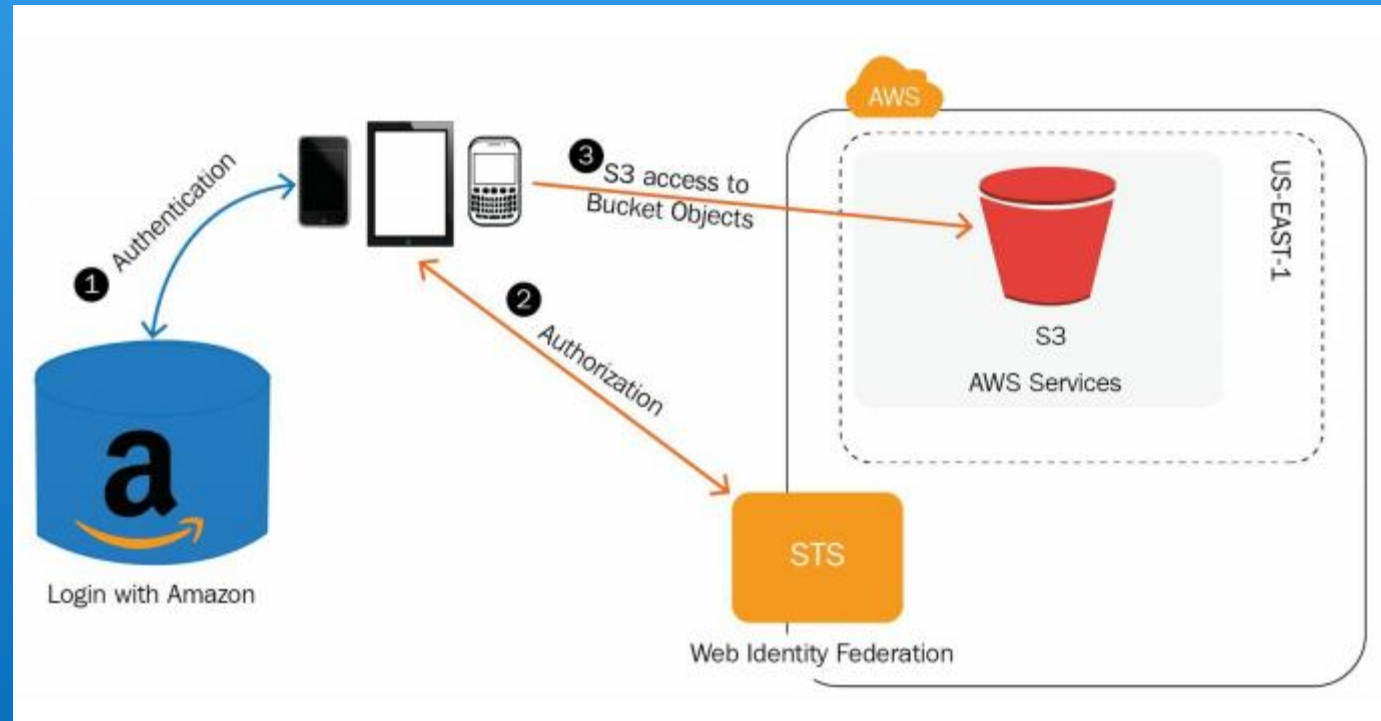 AWS
1 Authentication
3 S3 access to
Bucket Objects
US-EAST-1
2 Authorization
S3
AWS Services
a
Login with Amazon
STS
Web Identity Federation